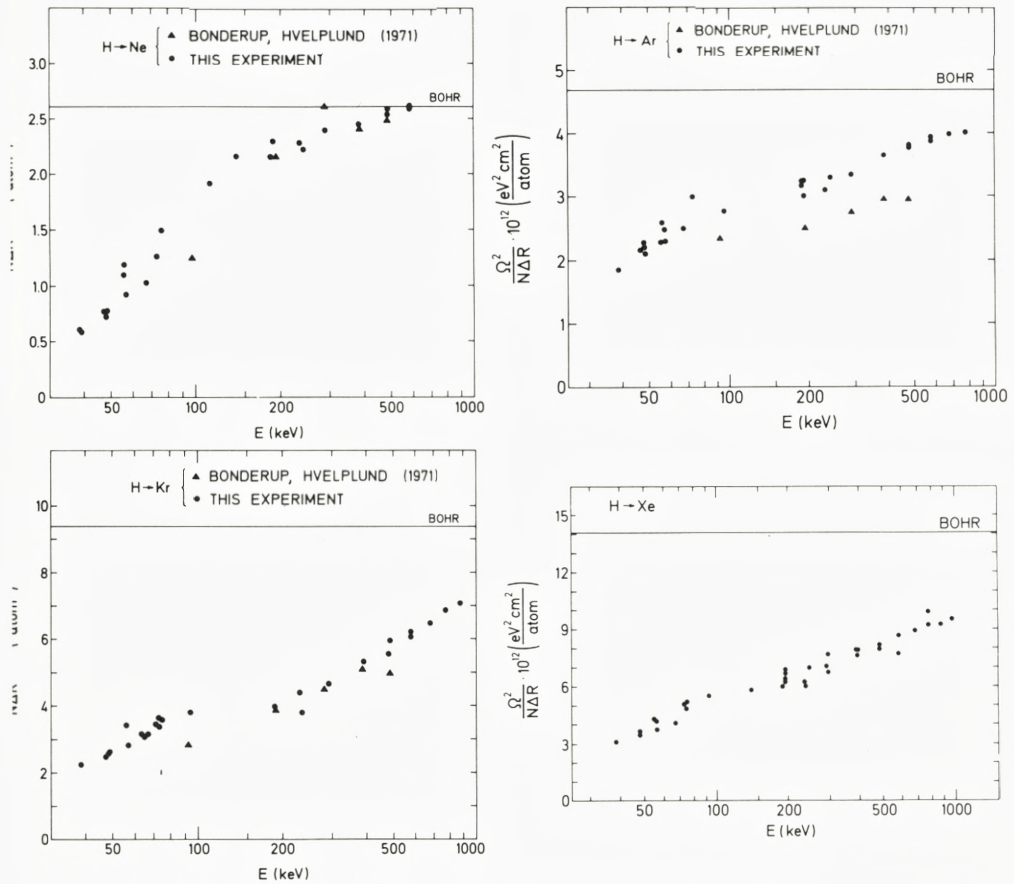 H→Ne
▲ BONDERUP, HVELPLUND (1971)
● THIS EXPERIMENT
BOHR
3.0
2.5
2.0
1.5
1.0
0.5
0
50 100 200 500 1000
E (keV)
H→Ar
▲ BONDERUP, HVELPLUND (1971)
● THIS EXPERIMENT
BOHR
Ω²/NΔR · 10¹² (eV² cm²/atom)
5
4
3
2
1
0
50 100 200 500 1000
E (keV)
H→Kr
▲ BONDERUP, HVELPLUND (1971)
● THIS EXPERIMENT
BOHR
10
8
6
4
2
0
50 100 200 500 1000
E (keV)
H→Xe
BOHR
Ω²/NΔR · 10¹² (eV² cm²/atom)
15
12
9
6
3
0
50 100 200 500 1000
E (keV)